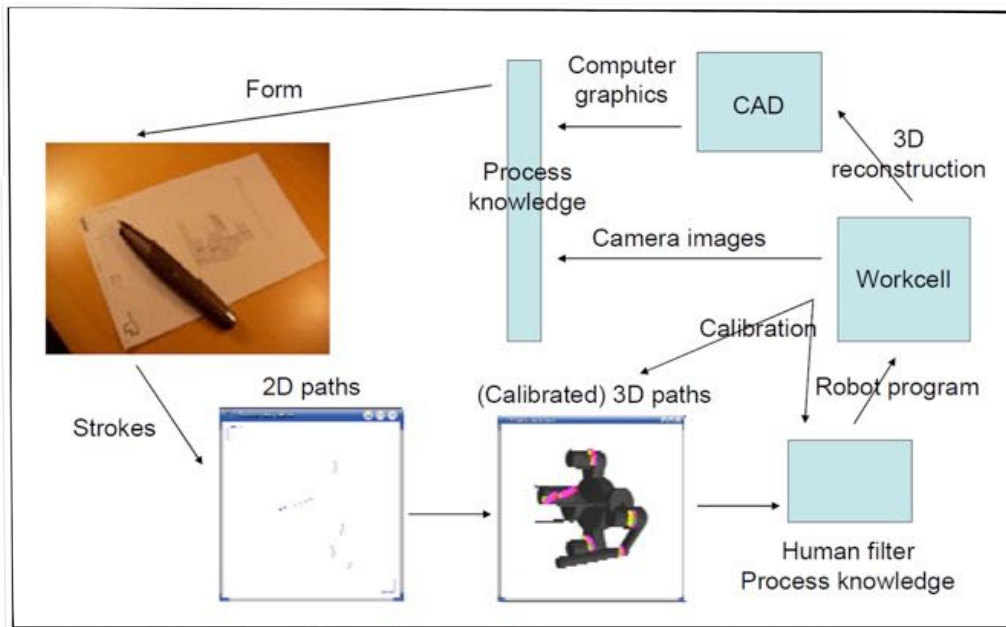 Form
Computer
graphics
CAD
3D
reconstruction
Process
knowledge
Camera images
Workcell
Calibration
2D paths
(Calibrated) 3D paths
Robot program
Strokes
Human filter
Process knowledge